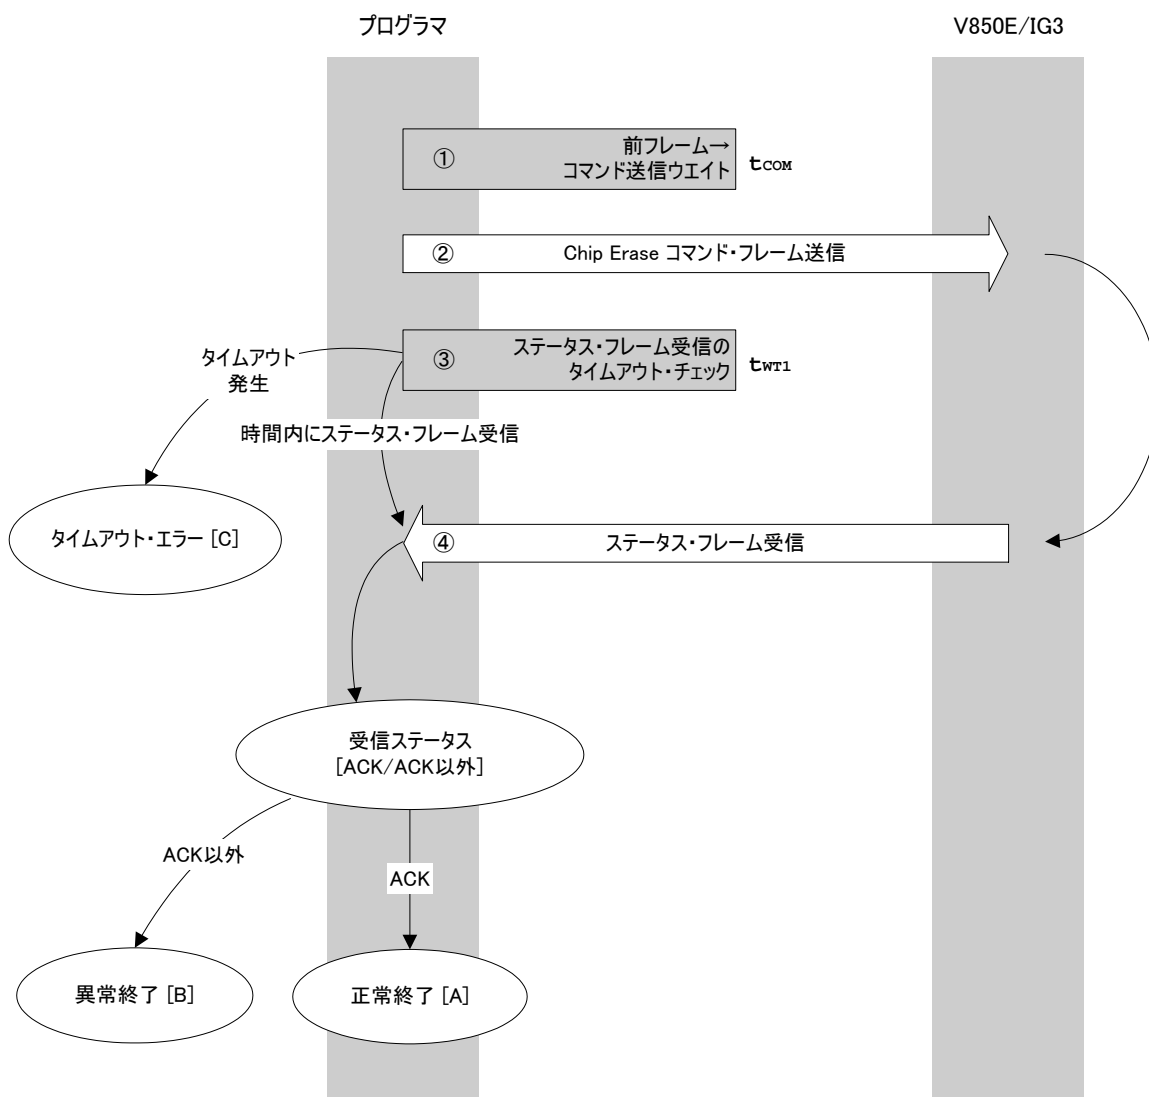 プログラマ
V850E/IG3
① 前フレーム→
コマンド送信ウエイト
tCOM
② Chip Erase コマンド・フレーム送信
③ ステータス・フレーム受信の
タイムアウト・チェック
tWT1
タイムアウト
発生
時間内にステータス・フレーム受信
タイムアウト・エラー [C]
④ ステータス・フレーム受信
受信ステータス
[ACK/ACK以外]
ACK以外
ACK
異常終了 [B]
正常終了 [A]